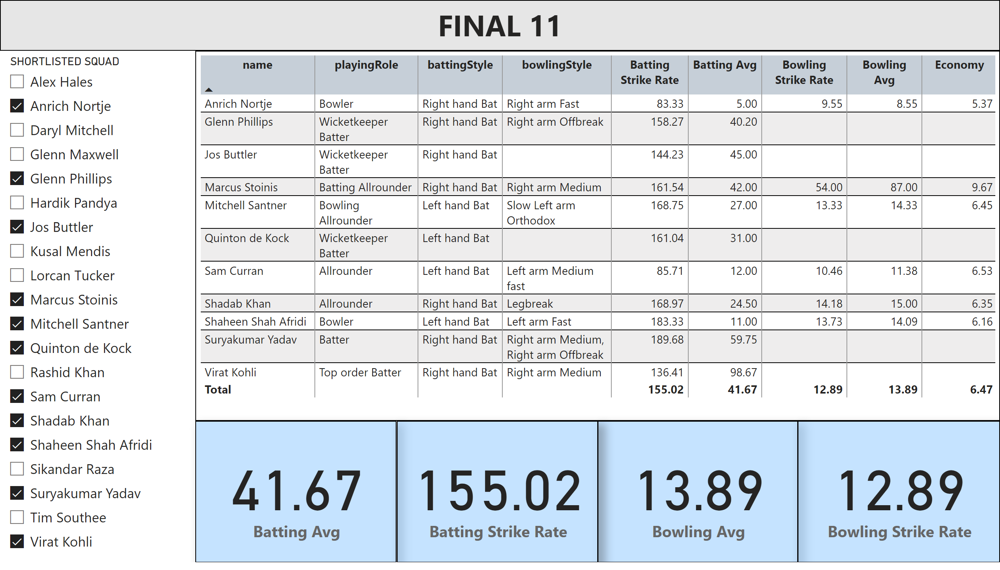 FINAL 11
SHORTLISTED SQUAD
Alex Hales
Anrich Nortje
Daryl Mitchell
Glenn Maxwell
Glenn Phillips
Hardik Pandya
Jos Buttler
Kusal Mendis
Lorcan Tucker
Marcus Stoinis
Mitchell Santner
Quinton de Kock
Rashid Khan
Sam Curran
Shadab Khan
Shaheen Shah Afridi
Sikandar Raza
Suryakumar Yadav
Tim Southee
Virat Kohli
name playingRole battingStyle bowlingStyle Batting Batting Avg Bowling Bowling Economy
Strike Rate Strike Rate Avg
Anrich Nortje Bowler Right hand Bat Right arm Fast 83.33 5.00 9.55 8.55 5.37
Glenn Phillips Wicketkeeper Right hand Bat Right arm Offbreak 158.27 40.20
Batter
Jos Buttler Wicketkeeper Right hand Bat 144.23 45.00
Batter
Marcus Stoinis Batting Allrounder Right hand Bat Right arm Medium 161.54 42.00 54.00 87.00 9.67
Mitchell Santner Bowling Left hand Bat Slow Left arm 168.75 27.00 13.33 14.33 6.45
Allrounder Orthodox
Quinton de Kock Wicketkeeper Left hand Bat 161.04 31.00
Batter
Sam Curran Allrounder Left hand Bat Left arm Medium 85.71 12.00 10.46 11.38 6.53
fast
Shadab Khan Allrounder Right hand Bat Legbreak 168.97 24.50 14.18 15.00 6.35
Shaheen Shah Afridi Bowler Left hand Bat Left arm Fast 183.33 11.00 13.73 14.09 6.16
Suryakumar Yadav Batter Right hand Bat Right arm Medium, 189.68 59.75
Right arm Offbreak
Virat Kohli Top order Batter Right hand Bat Right arm Medium 136.41 98.67
Total 155.02 41.67 12.89 13.89 6.47
41.67
Batting Avg
155.02
Batting Strike Rate
13.89
Bowling Avg
12.89
Bowling Strike Rate